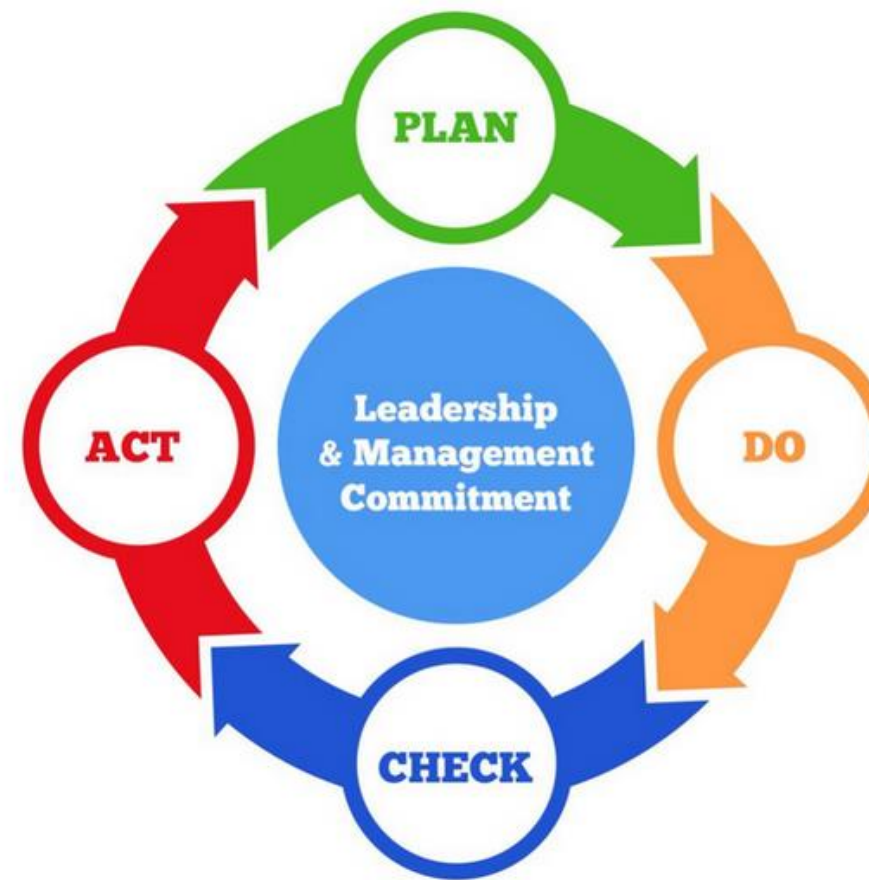 PLAN
ACT
Leadership
& Management
Commitment
DO
CHECK